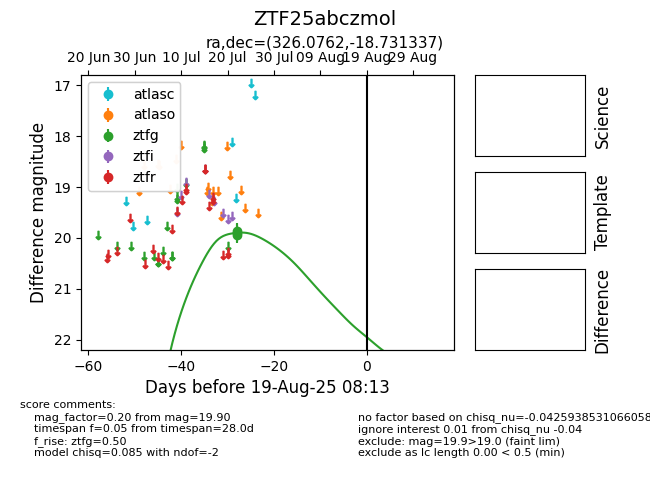 ZTF25abczmol
ra,dec=(326.0762,-18.731337)
20 Jun 30 Jun 10 Jul 20 Jul 30 Jul 09 Aug 19 Aug 29 Aug
17
18
19
20
21
22
Difference magnitude
atlasc
atlaso
ztfg
ztfi
ztfr
−60 −40 −20 0
Days before 19-Aug-25 08:13
Science
Template
Difference
score comments:
mag_factor=0.20 from mag=19.90
timespan f=0.05 from timespan=28.0d
f_rise: ztfg=0.50
model chisq=0.085 with ndof=-2
no factor based on chisq_nu=-0.0425938531066058
ignore interest 0.01 from chisq_nu -0.04
exclude: mag=19.9>19.0 (faint lim)
exclude as lc length 0.00 < 0.5 (min)